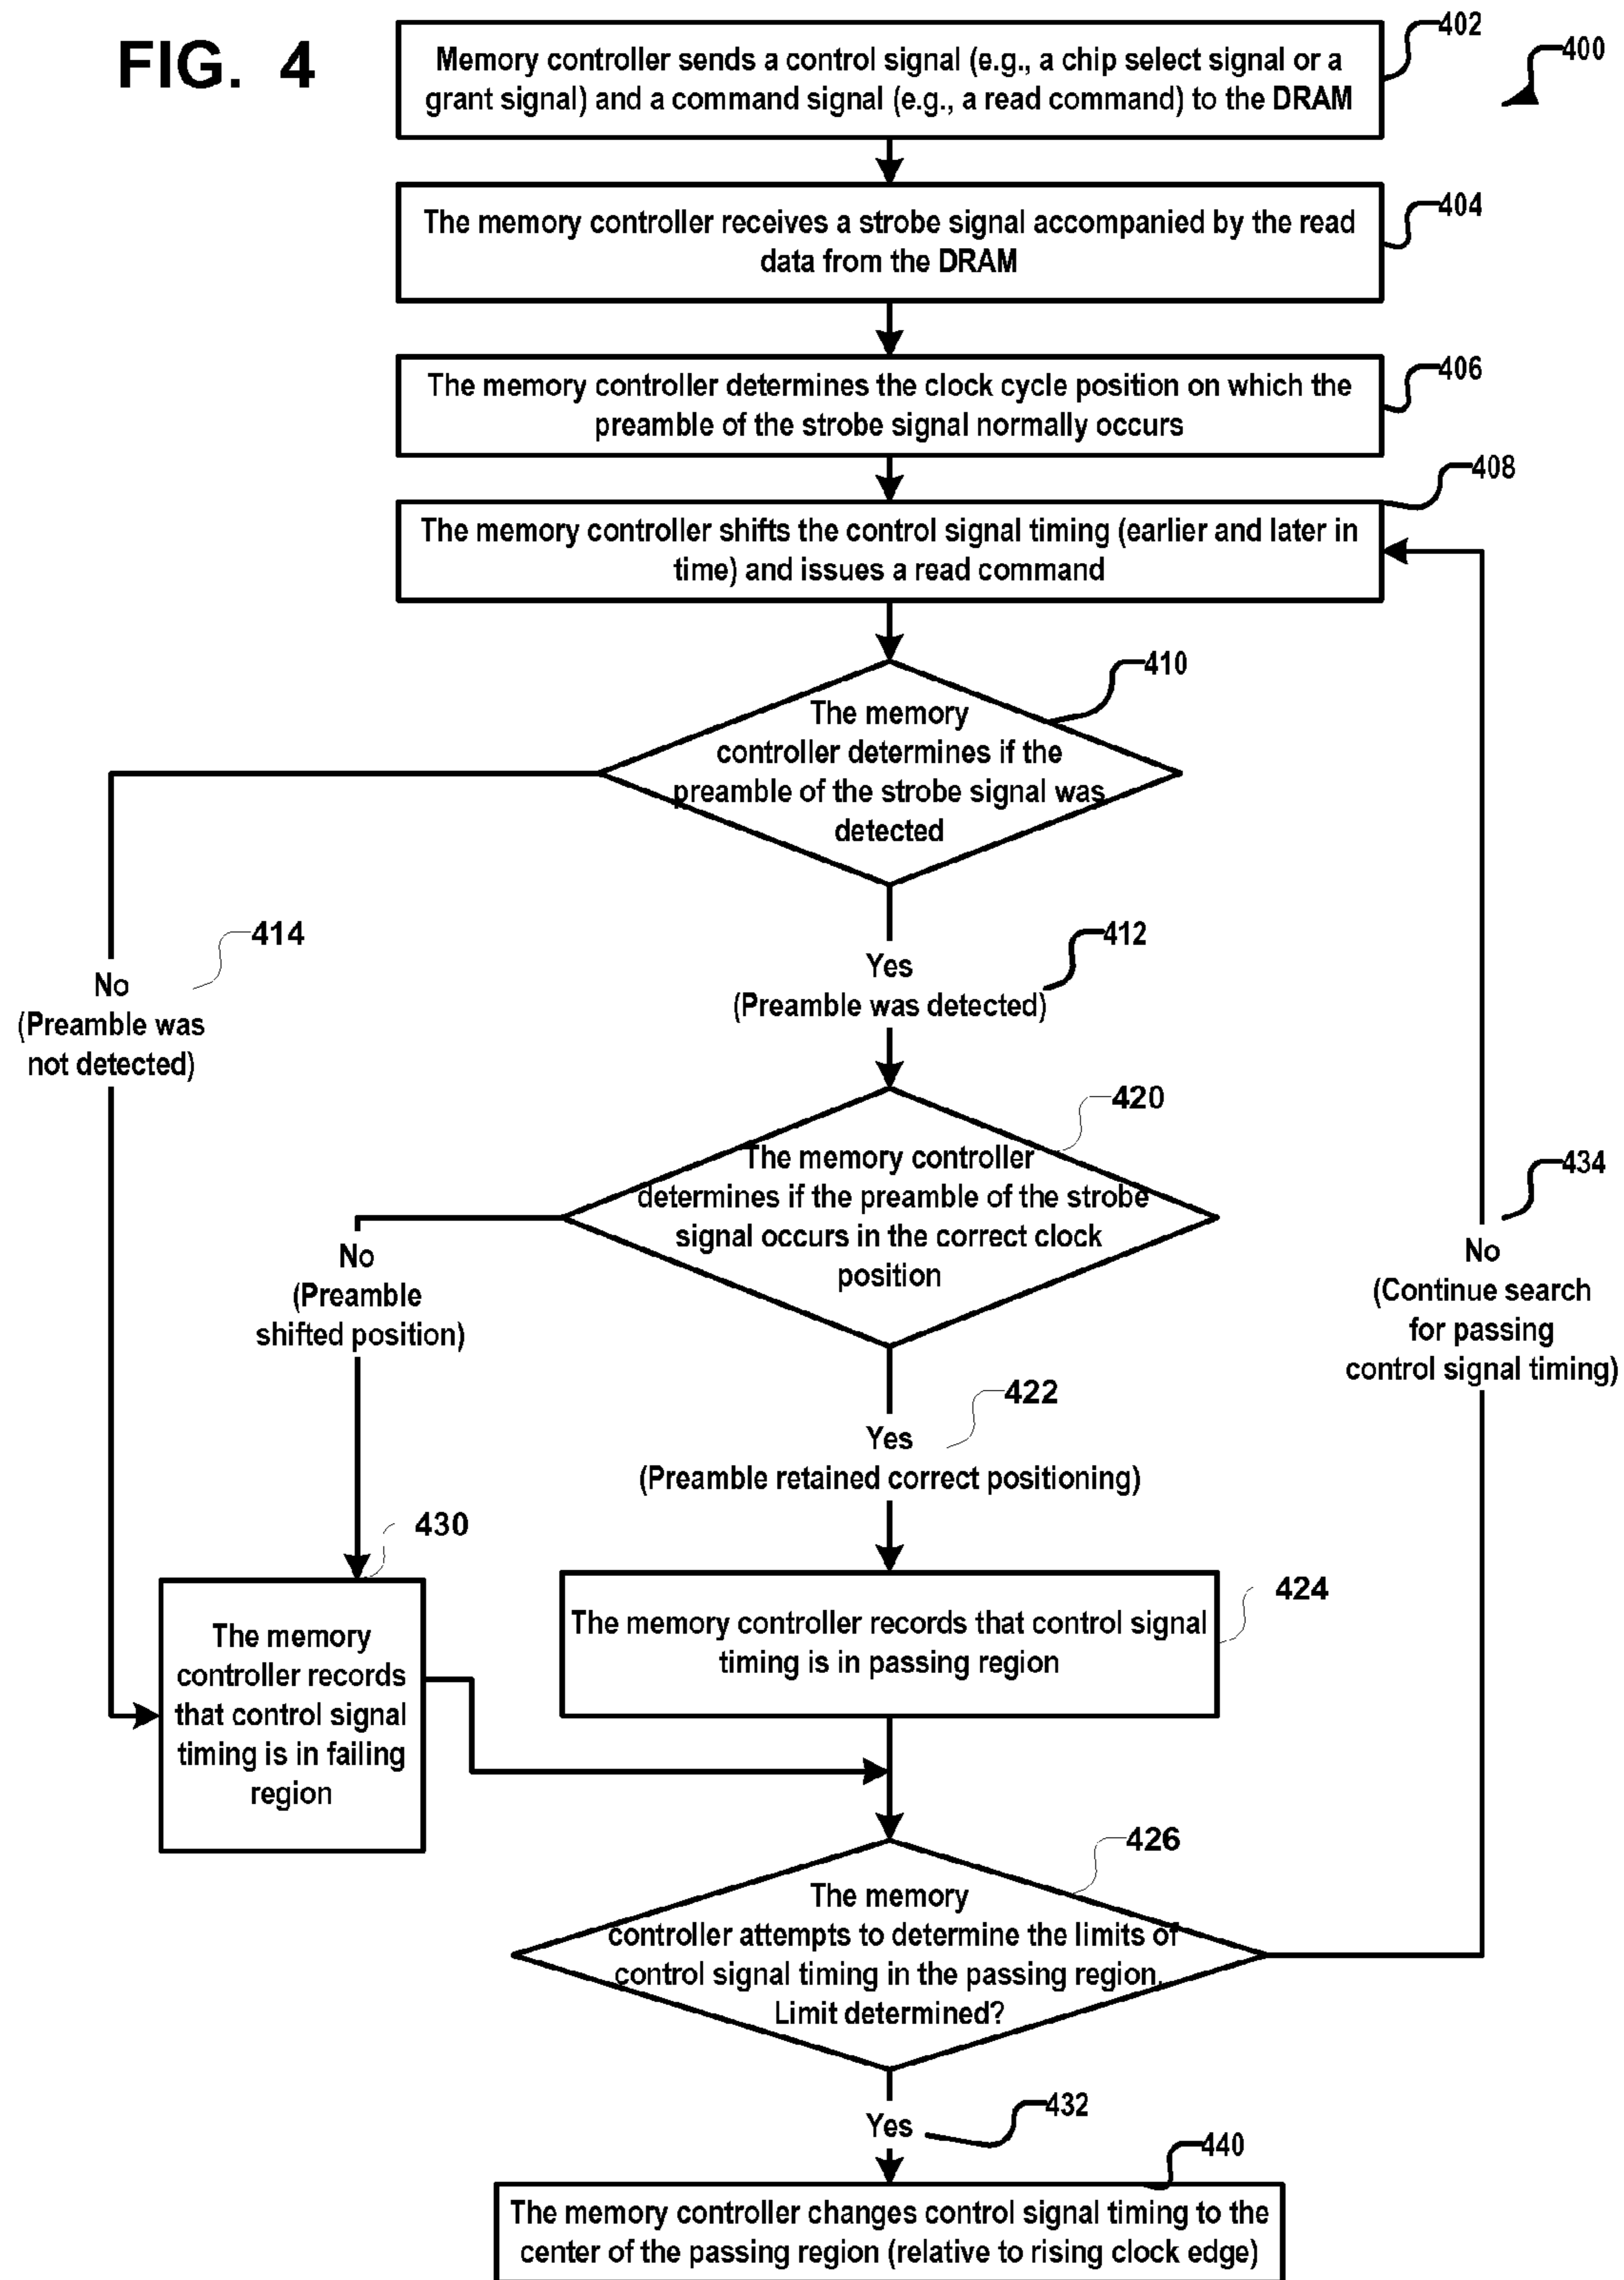 FIG. 4
402
400
Memory controller sends a control signal (e.g., a chip select signal or a
grant signal) and a command signal (e.g., a read command) to the DRAM
404
The memory controller receives a strobe signal accompanied by the read
data from the DRAM
406
The memory controller determines the clock cycle position on which the
preamble of the strobe signal normally occurs
408
The memory controller shifts the control signal timing (earlier and later in
time) and issues a read command
410
The memory
controller determines if the
preamble of the strobe signal was
detected
414
No
(Preamble was
not detected)
412
Yes
(Preamble was detected)
420
The memory controller
determines if the preamble of the strobe
signal occurs in the correct clock
position
434
No
(Continue search
for passing
control signal timing)
No
(Preamble
shifted position)
422
Yes
(Preamble retained correct positioning)
430
The memory
controller records
that control signal
timing is in failing
region
424
The memory controller records that control signal
timing is in passing region
426
The memory
controller attempts to determine the limits of
control signal timing in the passing region.
Limit determined?
432
Yes
440
The memory controller changes control signal timing to the
center of the passing region (relative to rising clock edge)